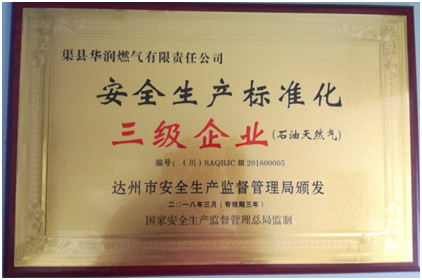 渠县华润燃气有限责任公司
安全生产标准化
三级企业(石油天然气)
编号：（川）SAQBJCⅢ201800005
达州市安全生产监督管理局颁发
二〇一八年三月(有效期三年)
国家安全生产监督管理总局监制